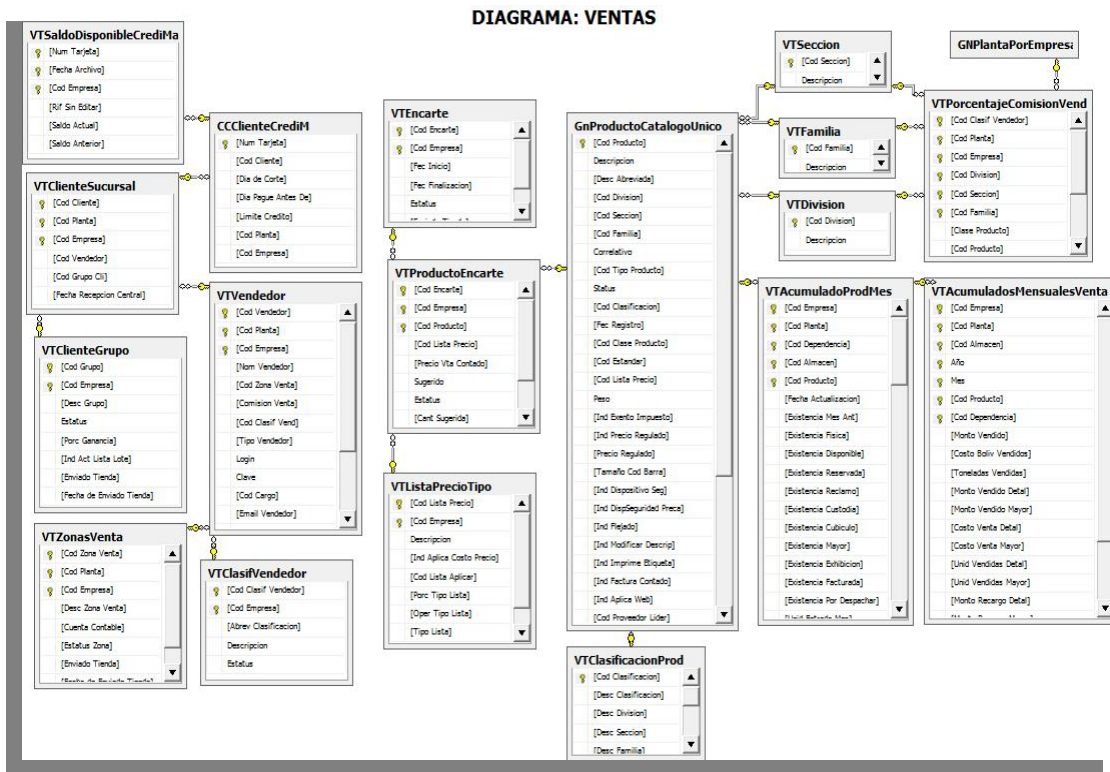 DIAGRAMA: VENTAS
VTSaldoDisponibleCrediMa
[Num Tarjeta]
[Fecha Archivo]
[Cod Empresa]
[Rif Sin Editar]
[Saldo Actual]
[Saldo Anterior]
CCClienteCrediM
[Num Tarjeta]
[Cod Cliente]
[Dia de Corte]
[Dia Pague Antes De]
[Limite Credito]
[Cod Planta]
[Cod Empresa]
VTClienteSucursal
[Cod Cliente]
[Cod Planta]
[Cod Empresa]
[Cod Vendedor]
[Cod Grupo Cli]
[Fecha Recepcion Central]
VTVendedor
[Cod Vendedor]
[Cod Planta]
[Cod Empresa]
[Nom Vendedor]
[Cod Zona Venta]
[Comision Venta]
[Cod Clasif Vend]
[Tipo Vendedor]
Login
Clave
[Cod Cargo]
[Email Vendedor]
VTClienteGrupo
[Cod Grupo]
[Cod Empresa]
[Desc Grupo]
Estatus
[Porc Ganancia]
[Ind Act Lista Lote]
[Enviado Tienda]
[Fecha de Enviado Tienda]
VTZonasVenta
[Cod Zona Venta]
[Cod Planta]
[Cod Empresa]
[Desc Zona Venta]
[Cuenta Contable]
[Estatus Zona]
[Enviado Tienda]
[Fecha de Enviado Tienda]
VTClasifVendedor
[Cod Clasif Vendedor]
[Cod Empresa]
[Abrev Clasificacion]
Descripcion
Estatus
VTEncarte
[Cod Encarte]
[Cod Empresa]
[Fec Inicio]
[Fec Finalizacion]
Estatus
VTProductoEncarte
[Cod Encarte]
[Cod Empresa]
[Cod Producto]
[Cod Lista Precio]
[Precio Vta Contado]
Sugerido
Estatus
[Cant Sugerida]
VTListaPrecioTipo
[Cod Lista Precio]
[Cod Empresa]
Descripcion
[Ind Aplica Costo Precio]
[Cod Lista Aplicar]
[Porc Tipo Lista]
[Oper Tipo Lista]
[Tipo Lista]
GnProductoCatalogoUnico
[Cod Producto]
Descripcion
[Desc Abreviada]
[Cod Division]
[Cod Seccion]
[Cod Familia]
Correlativo
[Cod Tipo Producto]
Status
[Cod Clasificacion]
[Fec Registro]
[Cod Clase Producto]
[Cod Estandar]
[Cod Lista Precio]
Peso
[Ind Exento Impuesto]
[Ind Precio Regulado]
[Precio Regulado]
[Tamaño Cod Barra]
[Ind Dispositivo Seg]
[Ind DispSeguridad Preca]
[Ind Flejado]
[Ind Modificar Descrip]
[Ind Imprime Etiqueta]
[Ind Factura Contado]
[Ind Aplica Web]
[Cod Proveedor Lider]
VTClasificacionProd
[Cod Clasificacion]
[Desc Clasificacion]
[Desc Division]
[Desc Seccion]
[Desc Familia]
VTSeccion
[Cod Seccion]
Descripcion
VTFamilia
[Cod Familia]
Descripcion
VTDivision
[Cod Division]
Descripcion
GNPlantaPorEmpresa
VTPorcentajeComisionVend
[Cod Clasif Vendedor]
[Cod Planta]
[Cod Empresa]
[Cod Division]
[Cod Seccion]
[Cod Familia]
[Clase Producto]
[Cod Producto]
VTAcumuladoProdMes
[Cod Empresa]
[Cod Planta]
[Cod Dependencia]
[Cod Almacen]
[Cod Producto]
[Fecha Actualizacion]
[Existencia Mes Ant]
[Existencia Fisica]
[Existencia Disponible]
[Existencia Reservada]
[Existencia Reclamo]
[Existencia Custodia]
[Existencia Cubiculo]
[Existencia Mayor]
[Existencia Exhibicion]
[Existencia Facturada]
[Existencia Por Despachar]
VTAcumuladosMensualesVenta
[Cod Empresa]
[Cod Planta]
[Cod Almacen]
Año
Mes
[Cod Producto]
[Cod Dependencia]
[Monto Vendido]
[Costo Boliv Vendidos]
[Toneladas Vendidas]
[Monto Vendido Detal]
[Monto Vendido Mayor]
[Costo Venta Detal]
[Costo Venta Mayor]
[Unid Vendidas Detal]
[Unid Vendidas Mayor]
[Monto Recargo Detal]